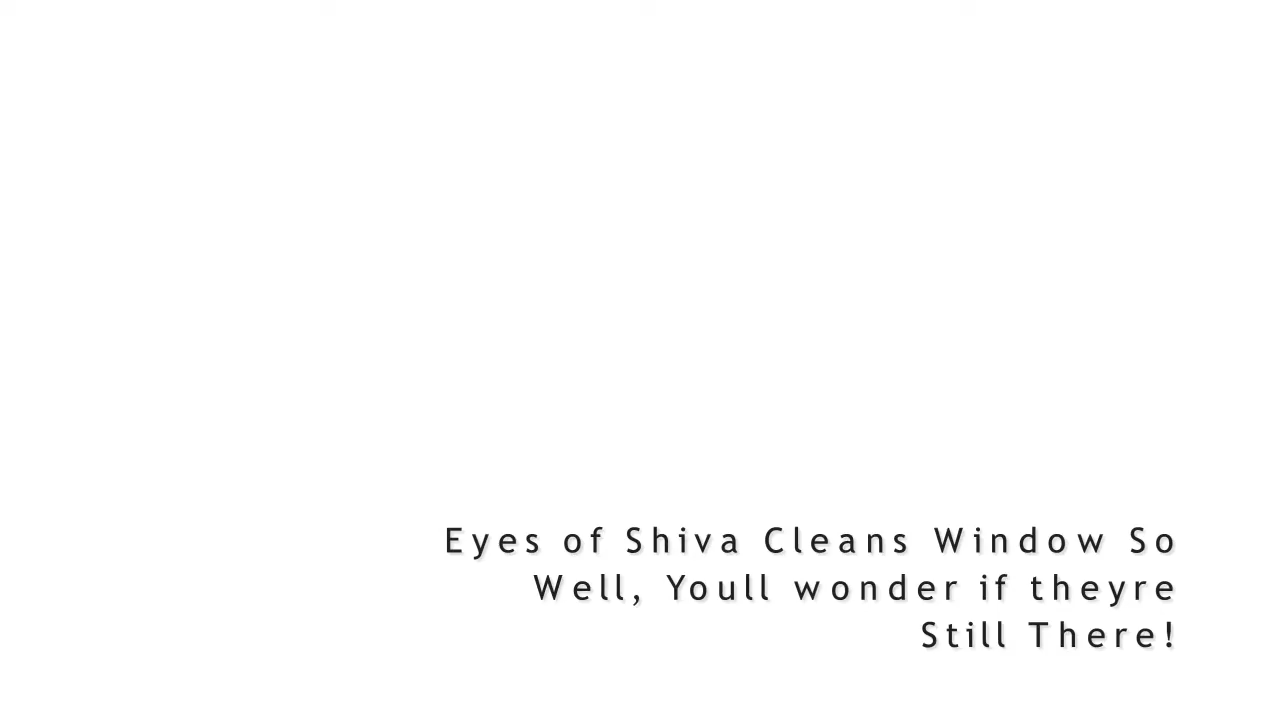 Eyes of Shiva Cleans Window So
Well, Youll wonder if theyre
Still There!